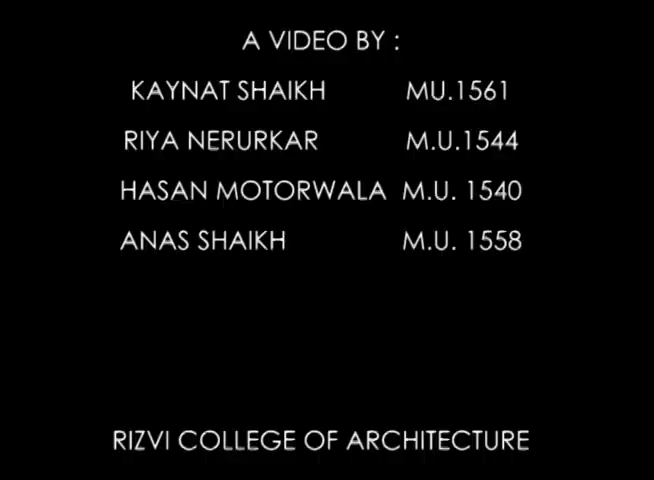 A VIDEO BY :
KAYNAT SHAIKH MU.1561
RIYA NERURKAR M.U.1544
HASAN MOTORWALA M.U. 1540
ANAS SHAIKH M.U. 1558
RIZVI COLLEGE OF ARCHITECTURE